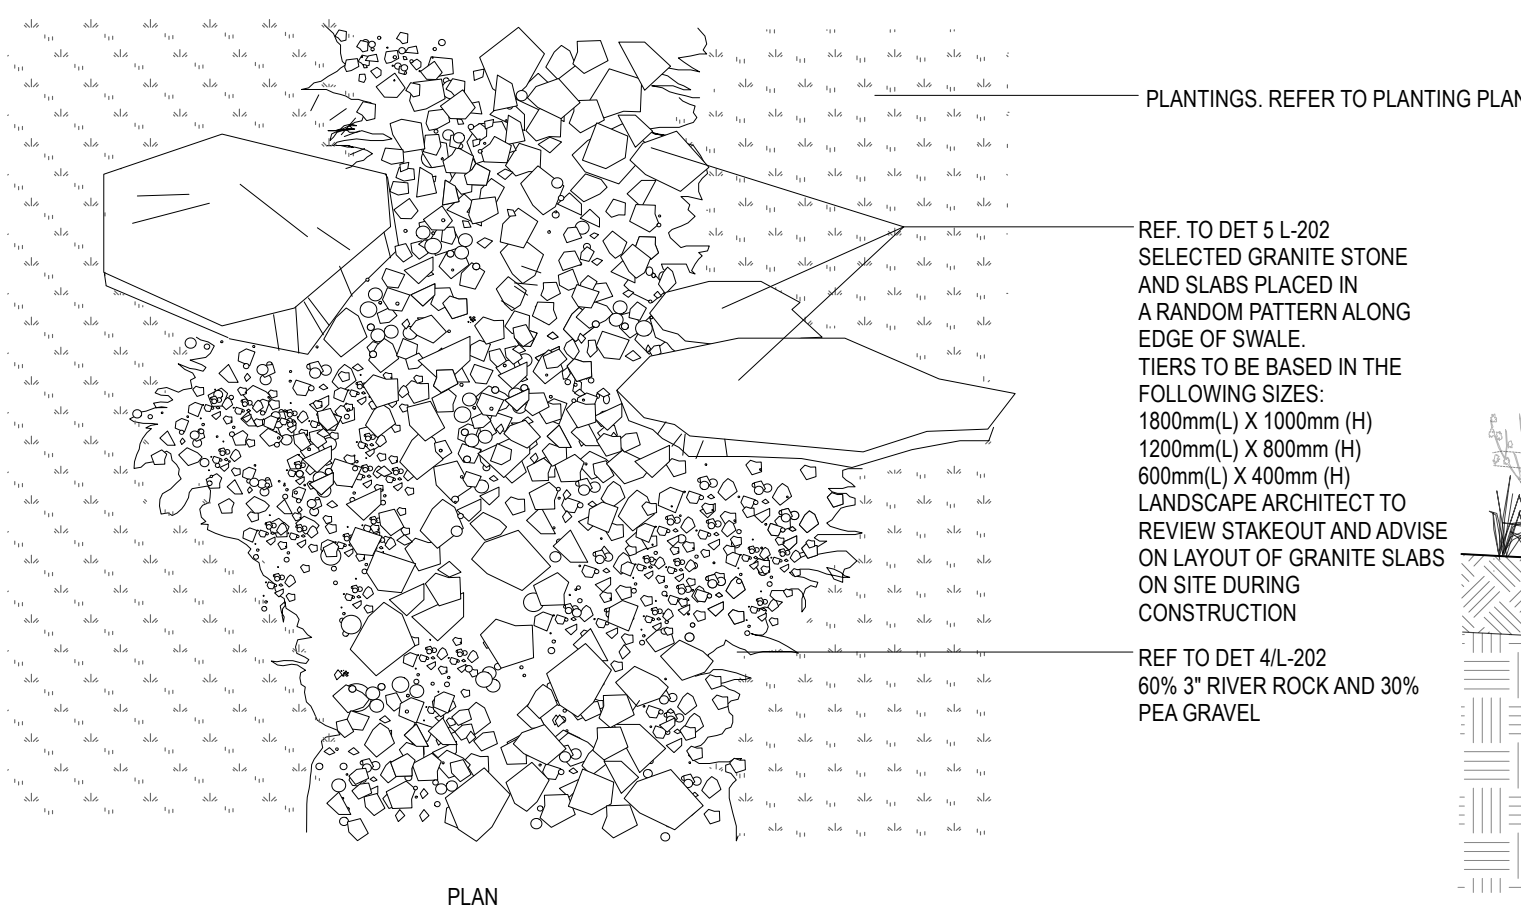 PLANTINGS. REFER TO PLANTING PLAN
REF. TO DET 5 L-202
SELECTED GRANITE STONE
AND SLABS PLACED IN
A RANDOM PATTERN ALONG
EDGE OF SWALE.
TIERS TO BE BASED IN THE
FOLLOWING SIZES:
1800mm(L) X 1000mm (H)
1200mm(L) X 800mm (H)
600mm(L) X 400mm (H)
LANDSCAPE ARCHITECT TO
REVIEW STAKEOUT AND ADVISE
ON LAYOUT OF GRANITE SLABS
ON SITE DURING
CONSTRUCTION
REF TO DET 4/L-202
60% 3" RIVER ROCK AND 30%
PEA GRAVEL
PLAN